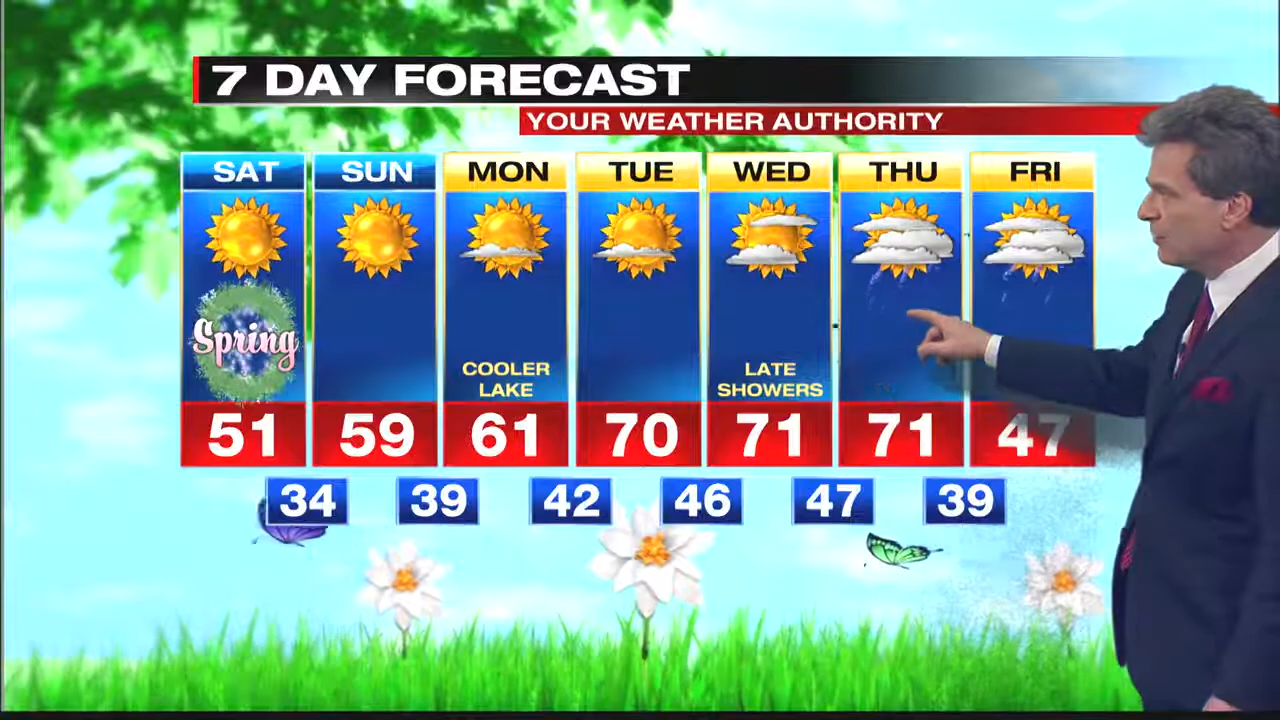 7 DAY FORECAST
YOUR WEATHER AUTHORITY
SAT SUN MON TUE WED THU FRI
Spring
COOLER LAKE
LATE SHOWERS
51 59 61 70 71 71 47
34 39 42 46 47 39